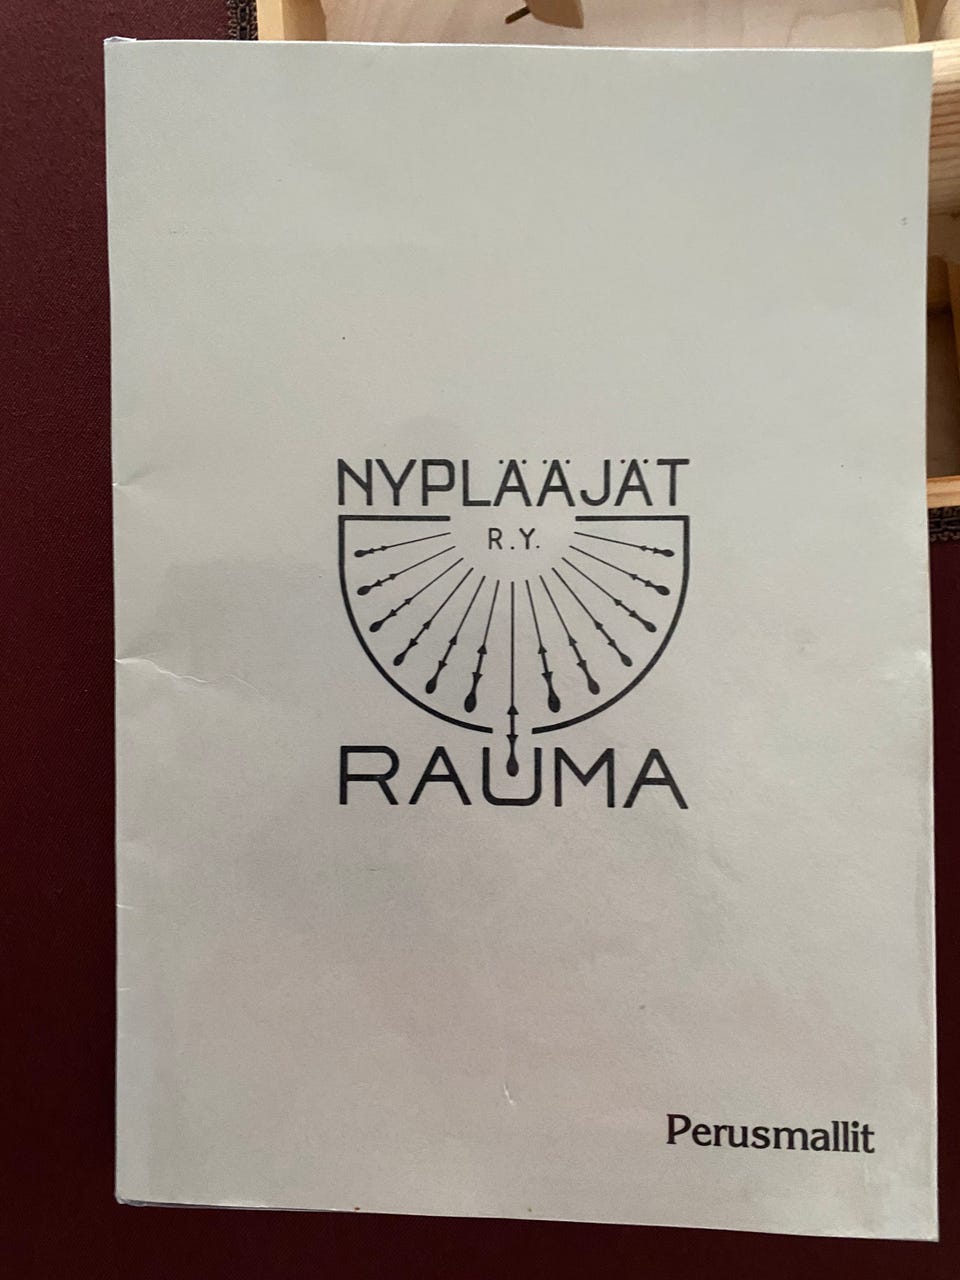 NYPLÄÄJÄT
R.Y.
RAUMA
Perusmallit